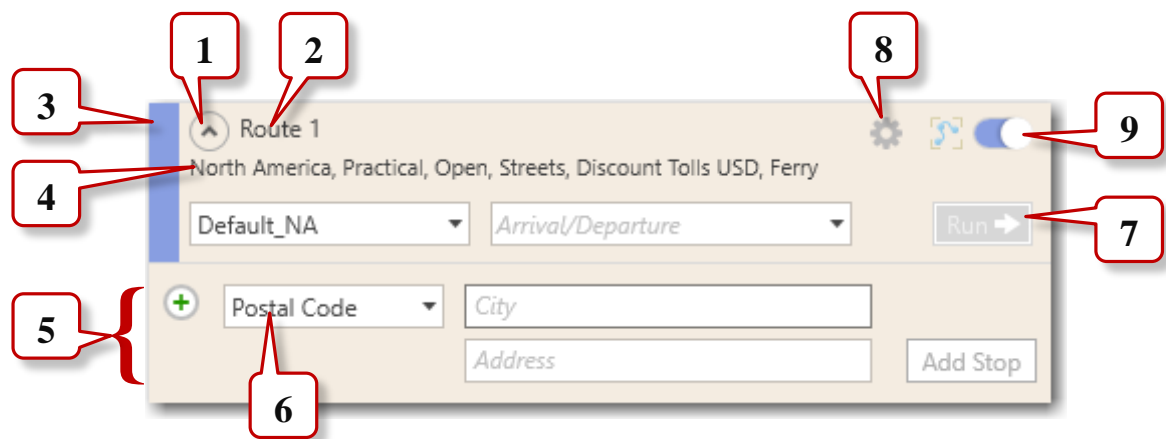 1
2
8
3
9
Route 1
North America, Practical, Open, Streets, Discount Tolls USD, Ferry
4
Default_NA
Arrival/Departure
Run
7
5
Postal Code
City
Address
Add Stop
6